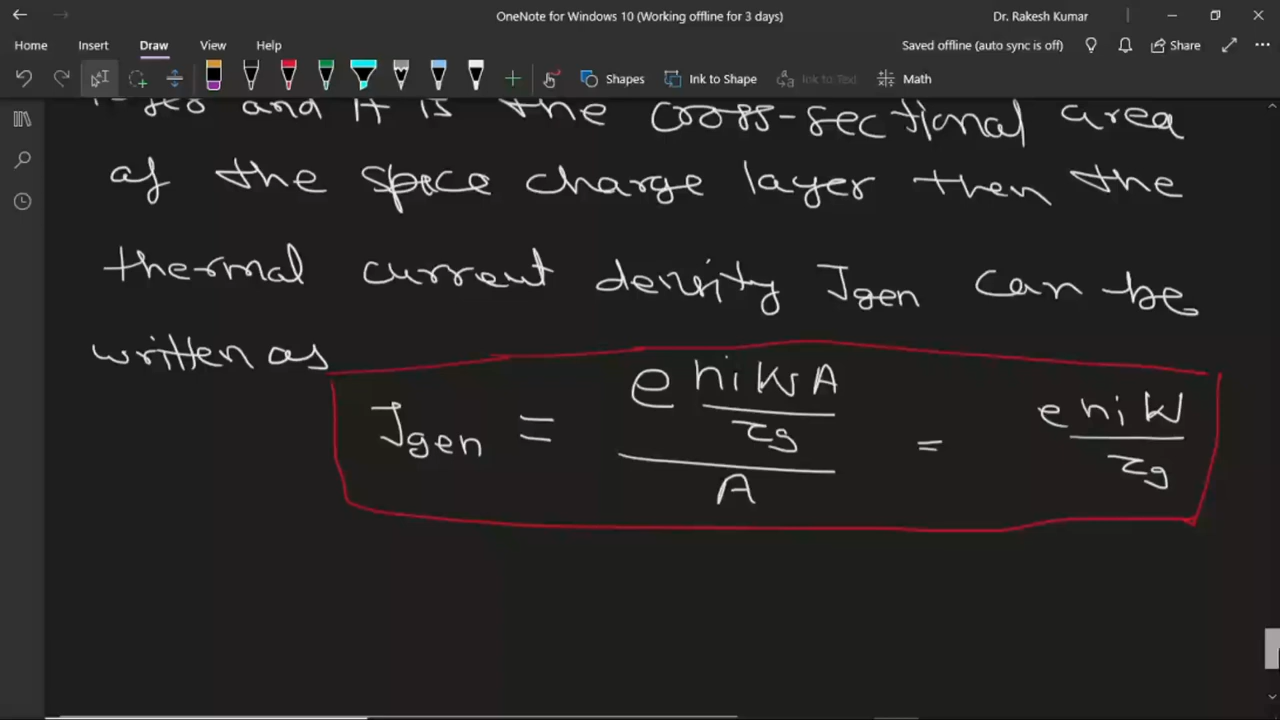 OneNote for Windows 10 (Working offline for 3 days)
Dr. Rakesh Kumar
Home Insert Draw View Help
Saved offline (auto sync is off) Share
Shapes Ink to Shape Ink to Text Math
and it is the cross-sectional area
of the space charge layer then the
thermal current density Jgen can be
written as
Jgen = e ni W A / τg / A = e ni W / τg